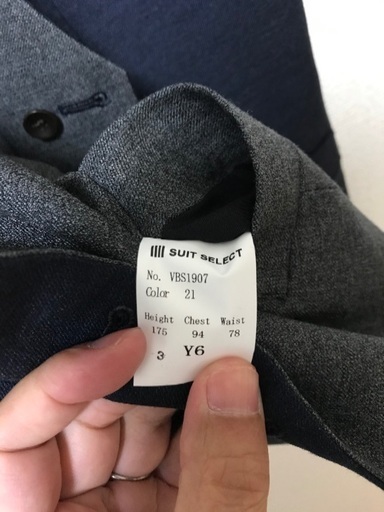 SUIT SELECT
No. VBS1907
Color 21
Height Chest Waist
175 94 78
3 Y6